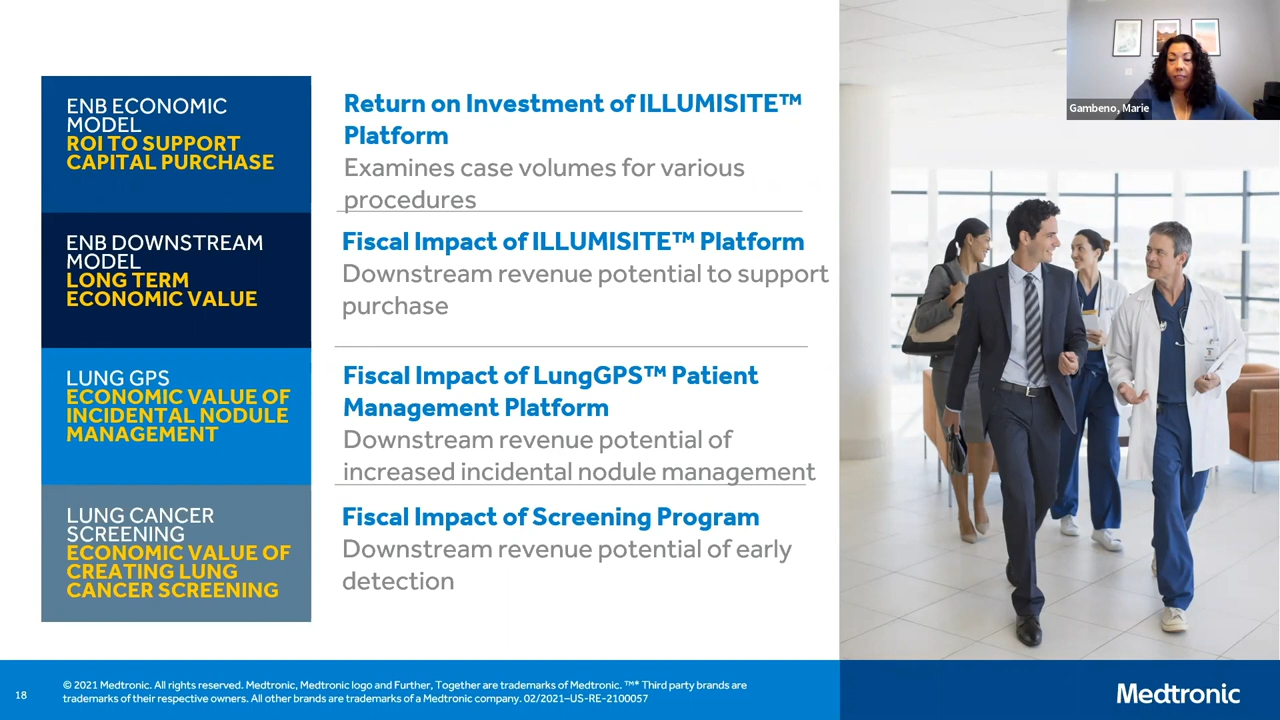 ENB ECONOMIC
MODEL
ROI TO SUPPORT
CAPITAL PURCHASE
Return on Investment of ILLUMISITE™
Platform
Examines case volumes for various
procedures
ENB DOWNSTREAM
MODEL
LONG TERM
ECONOMIC VALUE
Fiscal Impact of ILLUMISITE™ Platform
Downstream revenue potential to support
purchase
LUNG GPS
ECONOMIC VALUE OF
INCIDENTAL NODULE
MANAGEMENT
Fiscal Impact of LungGPS™ Patient
Management Platform
Downstream revenue potential of
increased incidental nodule management
LUNG CANCER
SCREENING
ECONOMIC VALUE OF
CREATING LUNG
CANCER SCREENING
Fiscal Impact of Screening Program
Downstream revenue potential of early
detection
Gambeno, Marie
18
© 2021 Medtronic. All rights reserved. Medtronic, Medtronic logo and Further, Together are trademarks of Medtronic. ™* Third party brands are
trademarks of their respective owners. All other brands are trademarks of a Medtronic company. 02/2021–US-RE-2100057
Medtronic